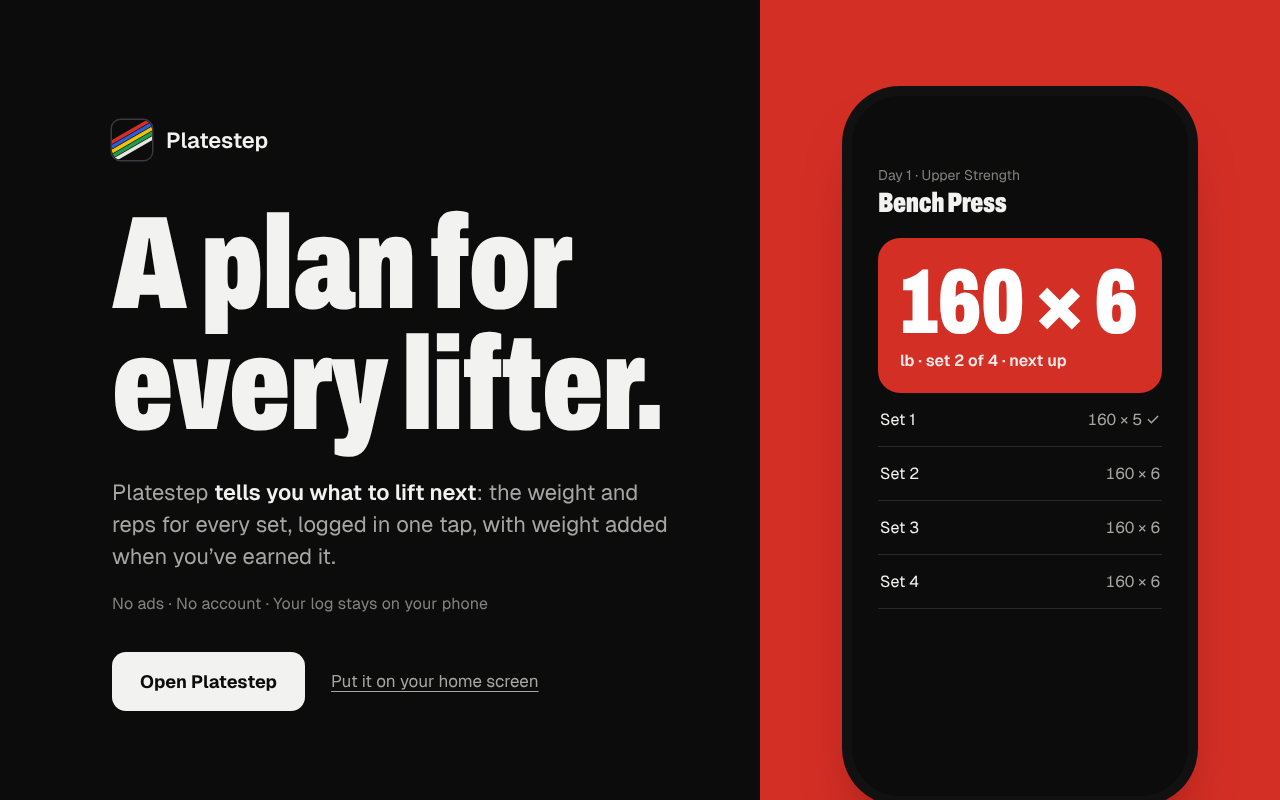 Platestep
A plan for
every lifter.
Platestep tells you what to lift next: the weight and
reps for every set, logged in one tap, with weight added
when you’ve earned it.
No ads · No account · Your log stays on your phone
Open Platestep
Put it on your home screen
Day 1 · Upper Strength
Bench Press
160 × 6
lb · set 2 of 4 · next up
Set 1 160 × 5 ✓
Set 2 160 × 6
Set 3 160 × 6
Set 4 160 × 6